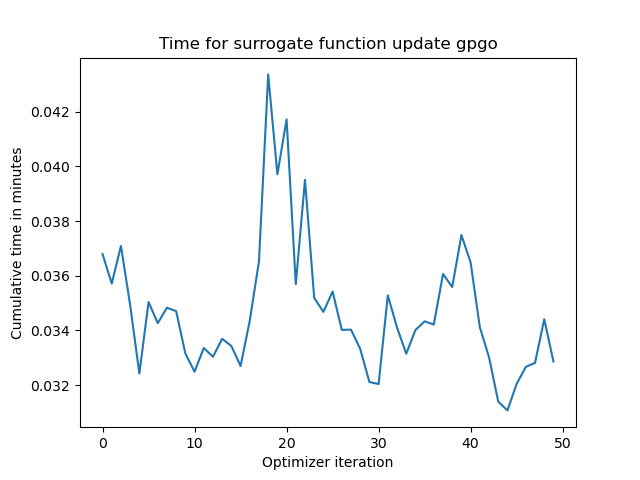 Time for surrogate function update gpgo
Cumulative time in minutes
0.042
0.040
0.038
0.036
0.034
0.032
0 10 20 30 40 50
Optimizer iteration